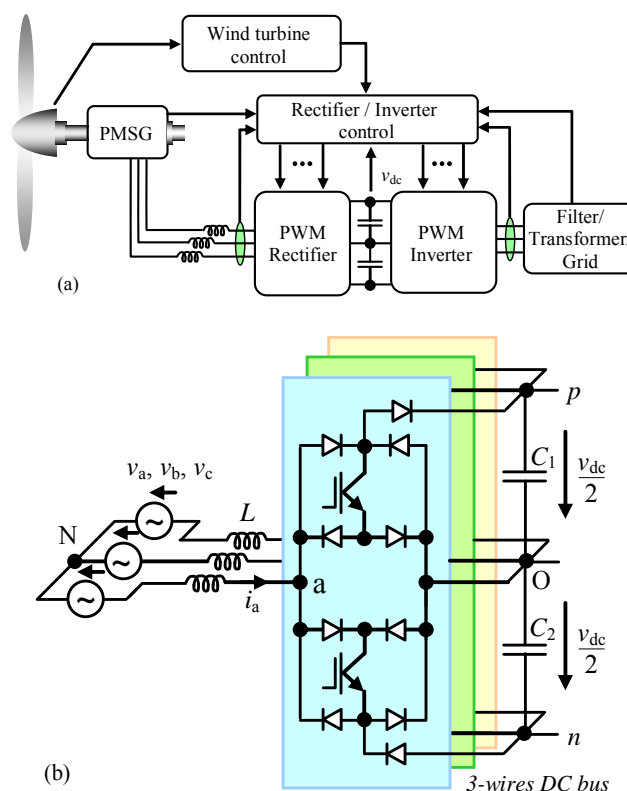 Wind turbine
control
PMSG
Rectifier / Inverter
control
v_dc
PWM
Rectifier
PWM
Inverter
Filter/
Transformer
Grid
(a)
p
v_a, v_b, v_c
L
C_1
v_dc
2
N
a
O
i_a
C_2
v_dc
2
n
(b)
3-wires DC bus